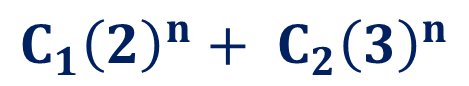 C₁(2)ⁿ + C₂(3)ⁿ